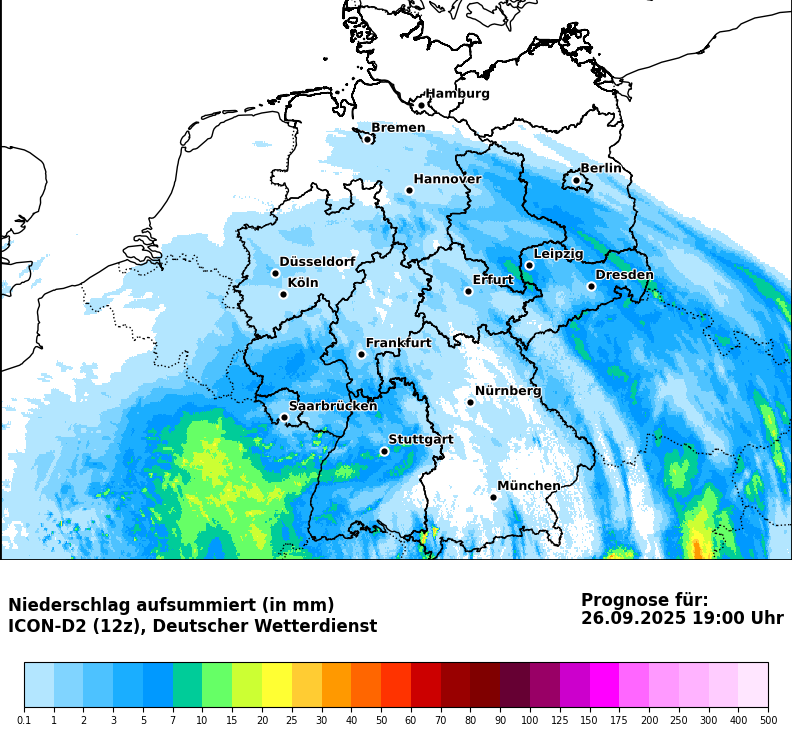 Hamburg
Bremen
Berlin
Hannover
Leipzig
Düsseldorf
Dresden
Köln
Erfurt
Frankfurt
Nürnberg
Saarbrücken
Stuttgart
München
Niederschlag aufsummiert (in mm)
ICON-D2 (12z), Deutscher Wetterdienst
Prognose für:
26.09.2025 19:00 Uhr
0.1 1 2 3 5 7 10 15 20 25 30 40 50 60 70 80 90 100 125 150 175 200 250 300 400 500